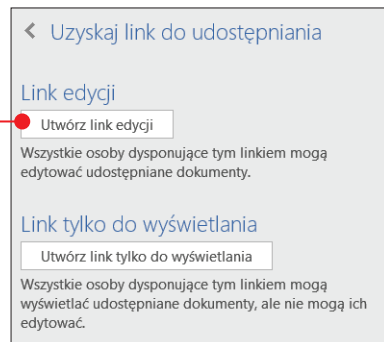 Uzyskaj link do udostępniania
Link edycji
Utwórz link edycji
Wszystkie osoby dysponujące tym linkiem mogą
edytować udostępniane dokumenty.
Link tylko do wyświetlania
Utwórz link tylko do wyświetlania
Wszystkie osoby dysponujące tym linkiem mogą
wyświetlać udostępniane dokumenty, ale nie mogą ich
edytować.